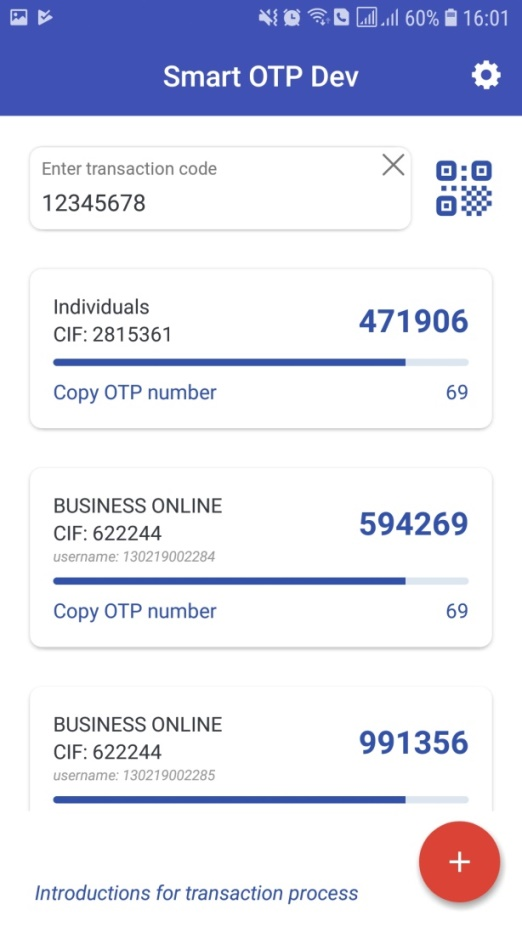 60% 16:01
Smart OTP Dev
Enter transaction code
12345678
Individuals
CIF: 2815361
471906
Copy OTP number
69
BUSINESS ONLINE
CIF: 622244
username: 130219002284
594269
Copy OTP number
69
BUSINESS ONLINE
CIF: 622244
username: 130219002285
991356
+
Introductions for transaction process